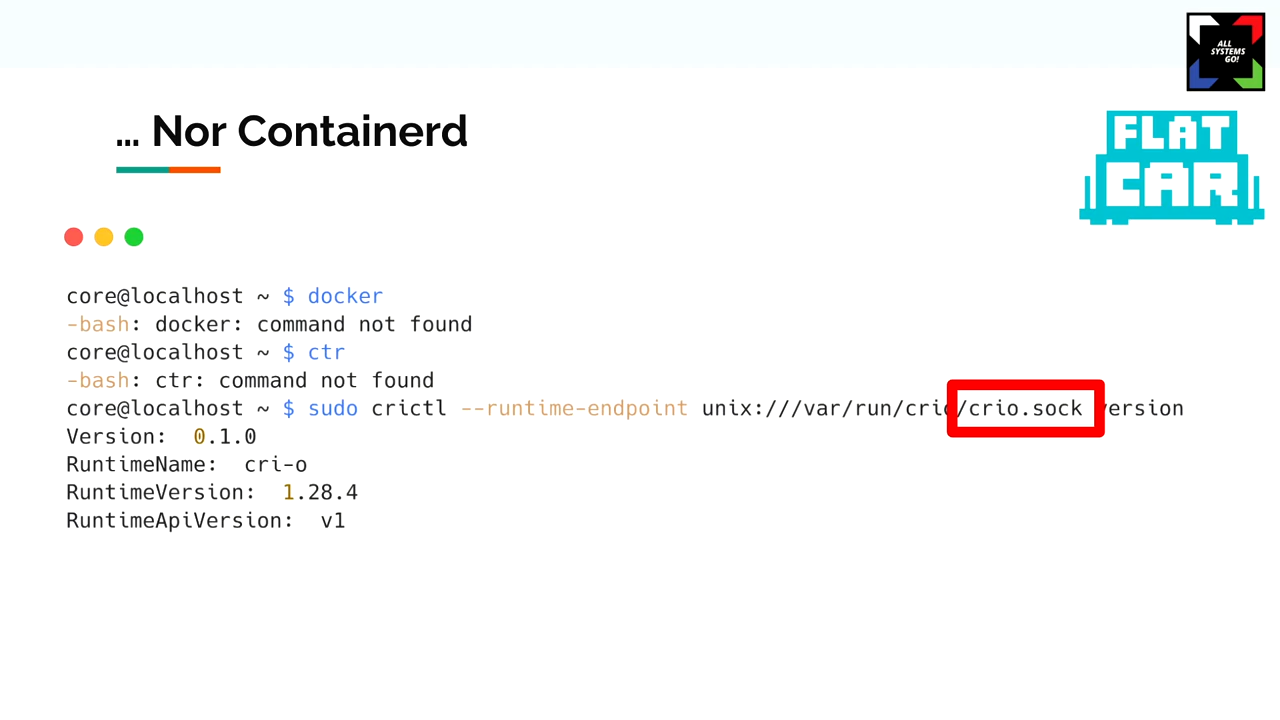 ALL
SYSTEMS
GO!
… Nor Containerd
FLAT
CAR
core@localhost ~ $ docker
-bash: docker: command not found
core@localhost ~ $ ctr
-bash: ctr: command not found
core@localhost ~ $ sudo crictl --runtime-endpoint unix:///var/run/crio/crio.sock version
Version:  0.1.0
RuntimeName:  cri-o
RuntimeVersion:  1.28.4
RuntimeApiVersion:  v1